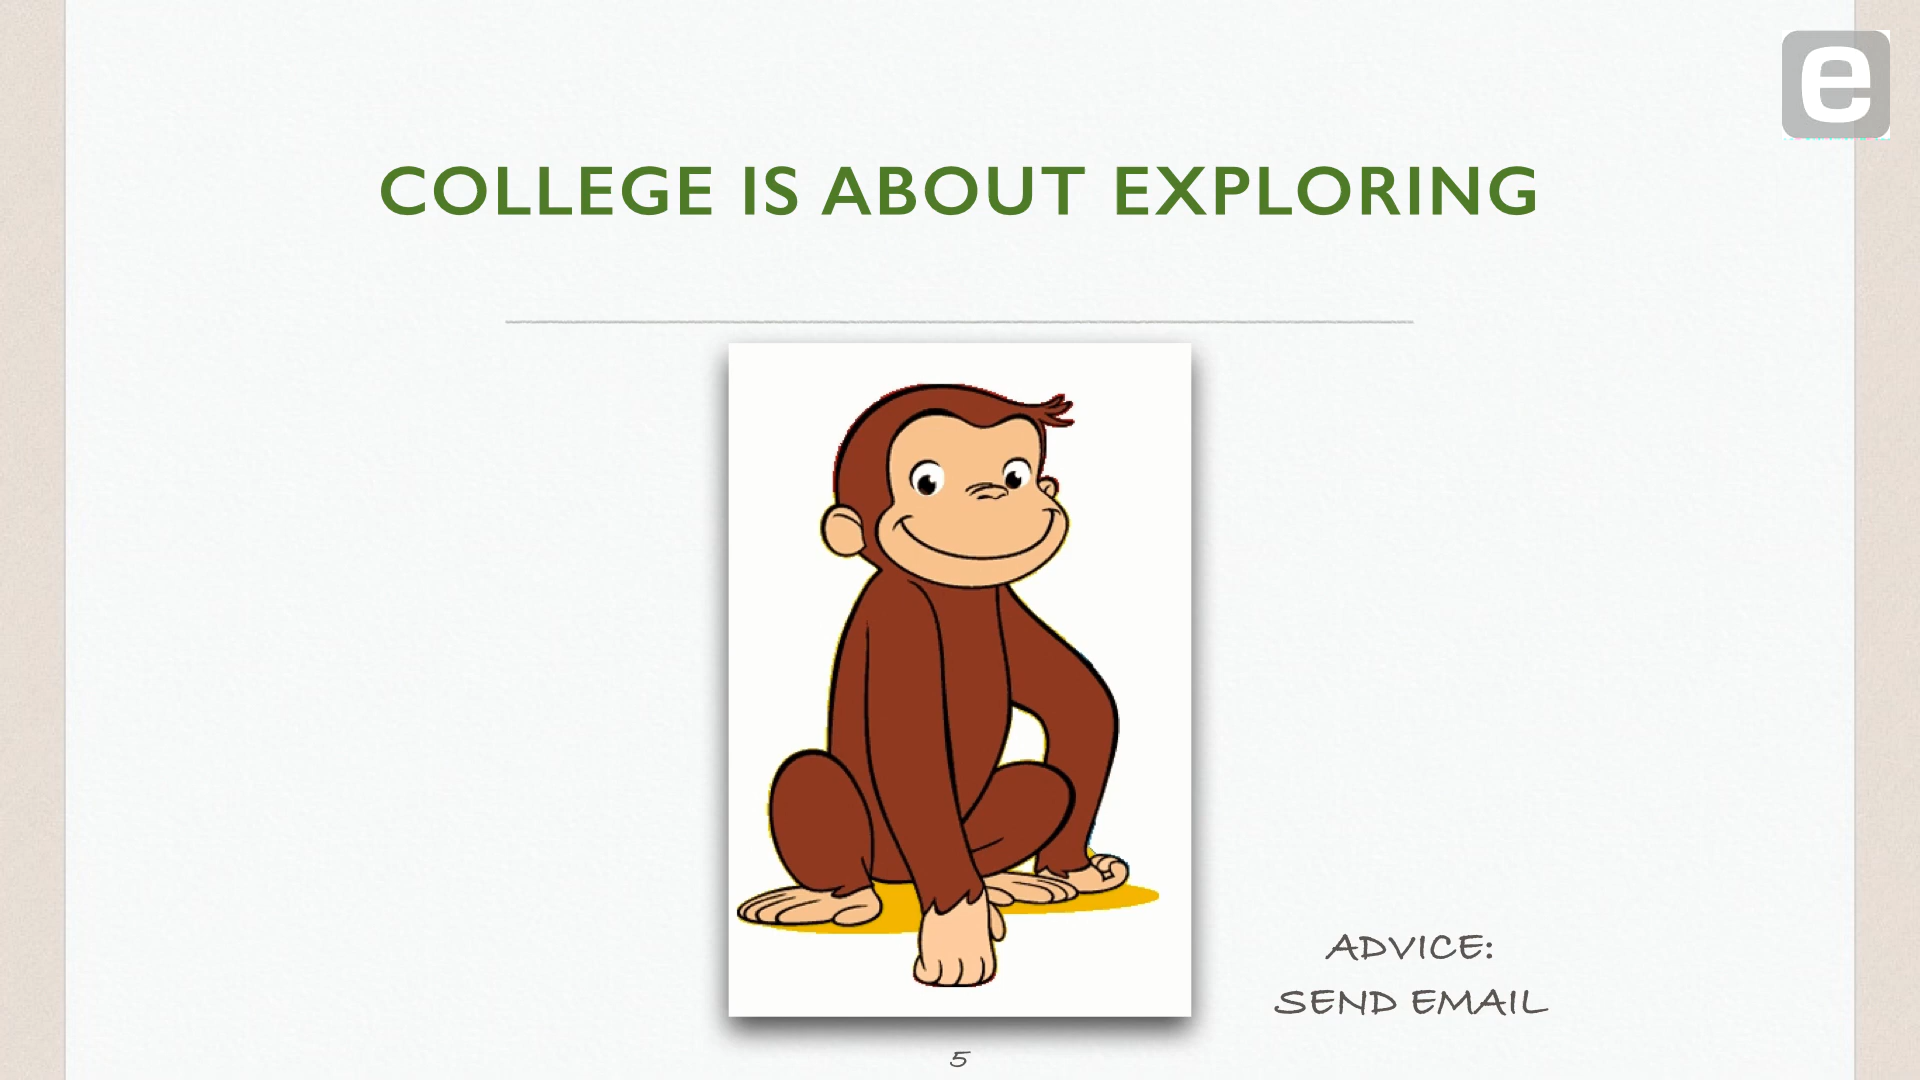 e
COLLEGE IS ABOUT EXPLORING
ADVICE:
SEND EMAIL
5